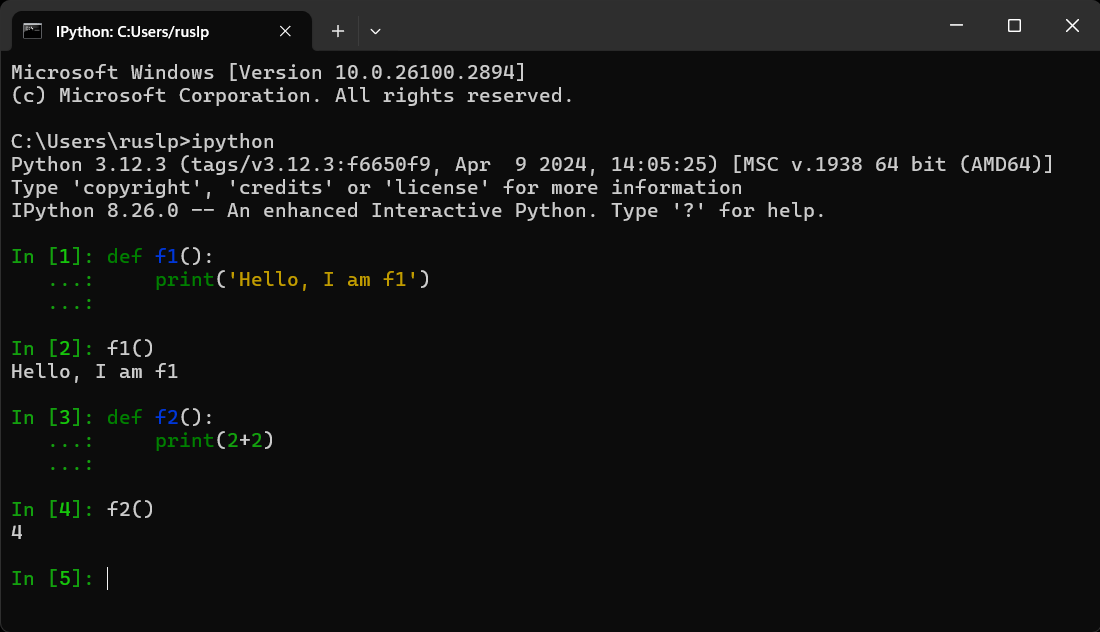 IPython: C:Users/ruslp
Microsoft Windows [Version 10.0.26100.2894]
(c) Microsoft Corporation. All rights reserved.
C:\Users\ruslp>ipython
Python 3.12.3 (tags/v3.12.3:f6650f9, Apr  9 2024, 14:05:25) [MSC v.1938 64 bit (AMD64)]
Type 'copyright', 'credits' or 'license' for more information
IPython 8.26.0 -- An enhanced Interactive Python. Type '?' for help.
In [1]: def f1():
   ...:     print('Hello, I am f1')
   ...:
In [2]: f1()
Hello, I am f1
In [3]: def f2():
   ...:     print(2+2)
   ...:
In [4]: f2()
4
In [5]: